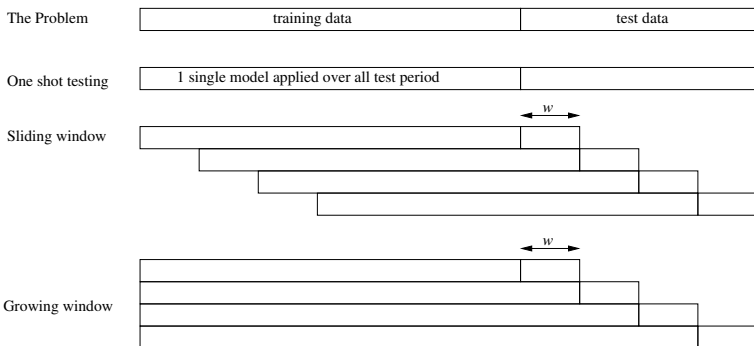 The Problem
training data
test data
One shot testing
1 single model applied over all test period
w
Sliding window
w
Growing window